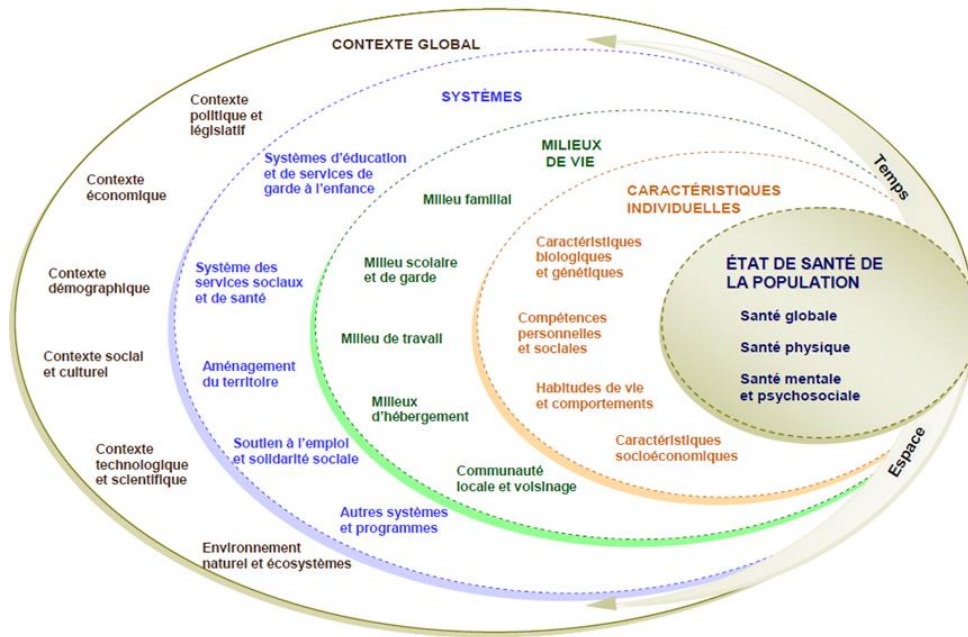 CONTEXTE GLOBAL
Contexte
politique et
législatif
Contexte
économique
Contexte
démographique
Contexte social
et culturel
Contexte
technologique
et scientifique
Environnement
naturel et écosystèmes
SYSTÈMES
Systèmes d'éducation
et de services de
garde à l'enfance
Système des
services sociaux
et de santé
Aménagement
du territoire
Soutien à l'emploi
et solidarité sociale
Autres systèmes
et programmes
MILIEUX
DE VIE
Milieu familial
Milieu scolaire
et de garde
Milieu de travail
Milieux
d'hébergement
Communauté
locale et voisinage
CARACTÉRISTIQUES
INDIVIDUELLES
Caractéristiques
biologiques
et génétiques
Compétences
personnelles
et sociales
Habitudes de vie
et comportements
Caractéristiques
socioéconomiques
ÉTAT DE SANTÉ DE
LA POPULATION
Santé globale
Santé physique
Santé mentale
et psychosociale
Temps
Espace